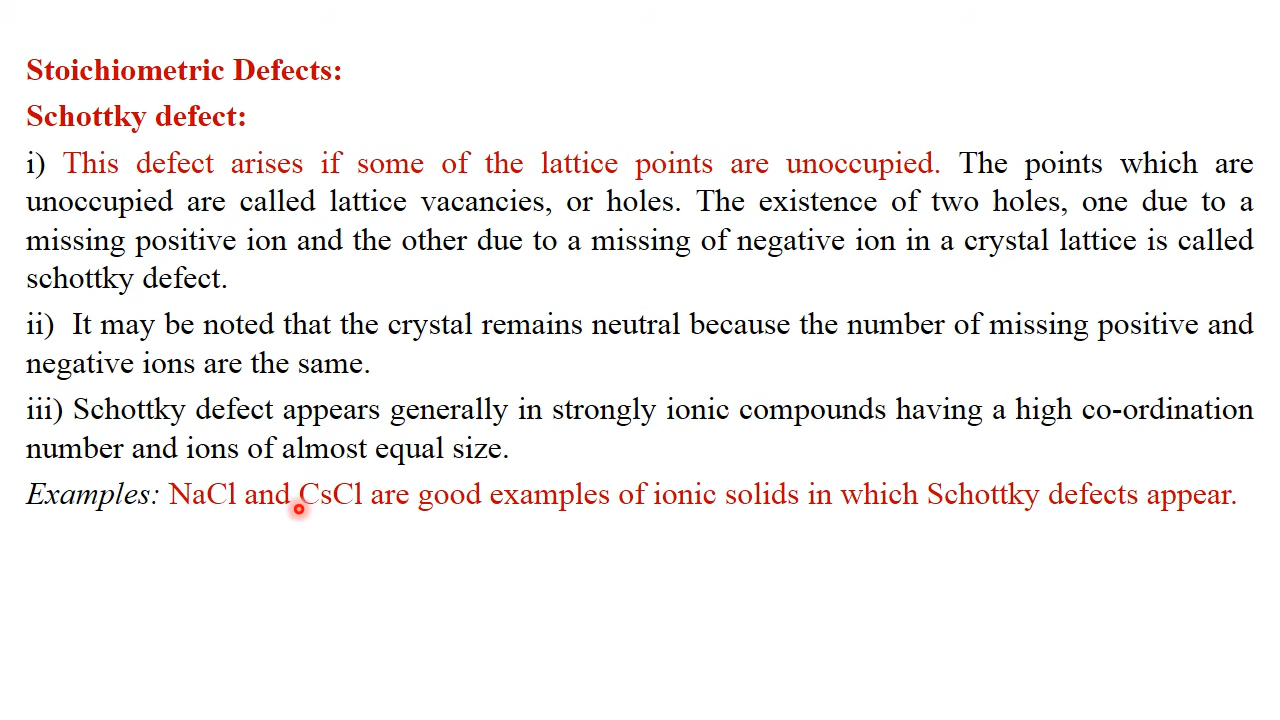 Stoichiometric Defects:
Schottky defect:
i) This defect arises if some of the lattice points are unoccupied. The points which are
unoccupied are called lattice vacancies, or holes. The existence of two holes, one due to a
missing positive ion and the other due to a missing of negative ion in a crystal lattice is called
schottky defect.
ii) It may be noted that the crystal remains neutral because the number of missing positive and
negative ions are the same.
iii) Schottky defect appears generally in strongly ionic compounds having a high co-ordination
number and ions of almost equal size.
Examples: NaCl and CsCl are good examples of ionic solids in which Schottky defects appear.